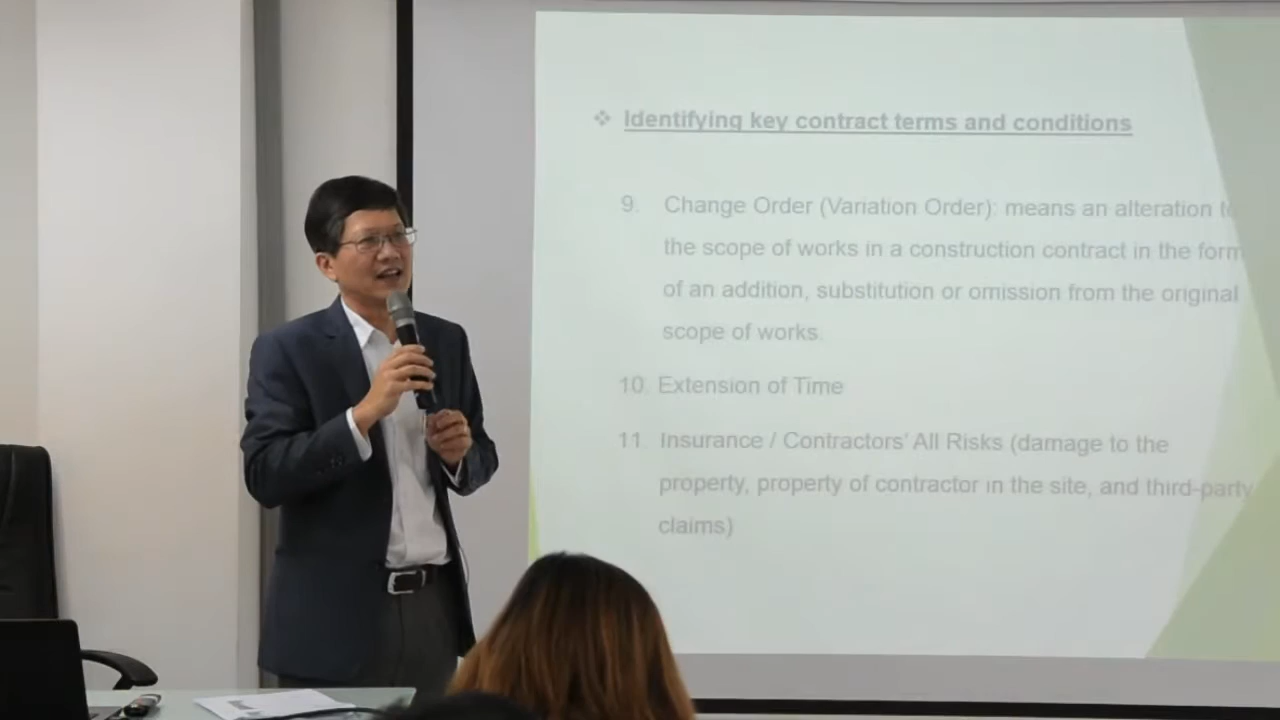 ❖ Identifying key contract terms and conditions
9. Change Order (Variation Order): means an alteration to
the scope of works in a construction contract in the form
of an addition, substitution or omission from the original
scope of works.
10. Extension of Time
11. Insurance / Contractors' All Risks (damage to the
property, property of contractor in the site, and third-party
claims)